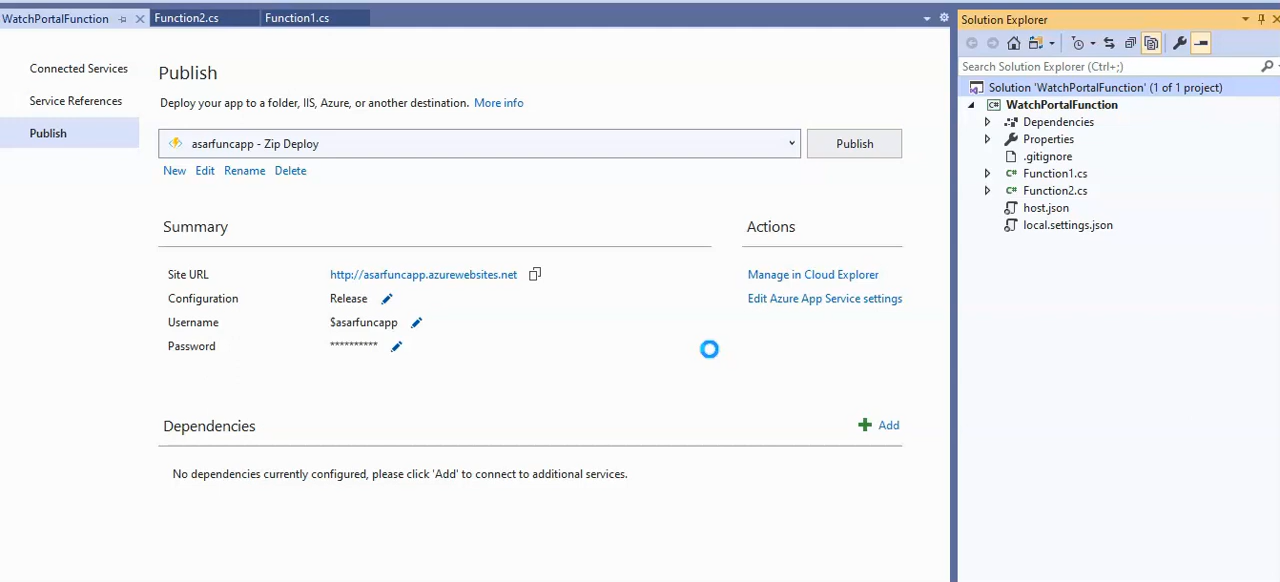 WatchPortalFunction
Function2.cs
Function1.cs
Connected Services
Service References
Publish
Publish
Deploy your app to a folder, IIS, Azure, or another destination. More info
asarfuncapp - Zip Deploy
Publish
New Edit Rename Delete
Summary
Actions
Site URL http://asarfuncapp.azurewebsites.net
Manage in Cloud Explorer
Configuration Release
Edit Azure App Service settings
Username $asarfuncapp
Password **********
Dependencies
Add
No dependencies currently configured, please click 'Add' to connect to additional services.
Solution Explorer
Search Solution Explorer (Ctrl+;)
Solution 'WatchPortalFunction' (1 of 1 project)
C# WatchPortalFunction
Dependencies
Properties
.gitignore
C# Function1.cs
C# Function2.cs
host.json
local.settings.json